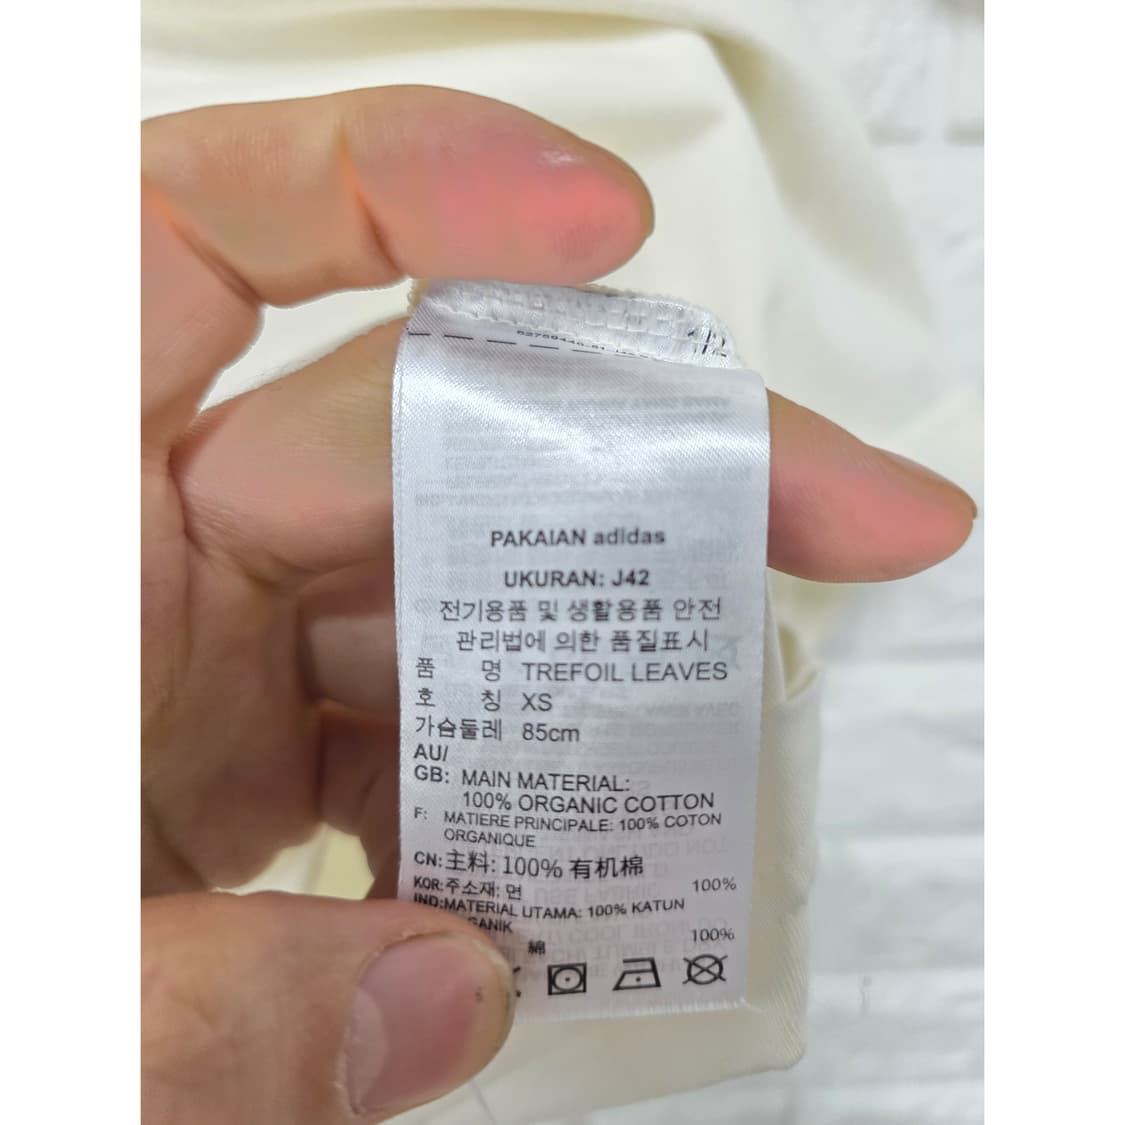 PAKAIAN adidas
UKURAN: J42
전기용품 및 생활용품 안전
관리법에 의한 품질표시
품 명 TREFOIL LEAVES
호 칭 XS
가슴둘레 85cm
AU/
GB: MAIN MATERIAL:
100% ORGANIC COTTON
F: MATIERE PRINCIPALE: 100% COTON
ORGANIQUE
CN:主料: 100% 有机棉
KOR:주소재: 면 100%
IND:MATERIAL UTAMA: 100% KATUN
綿 100%